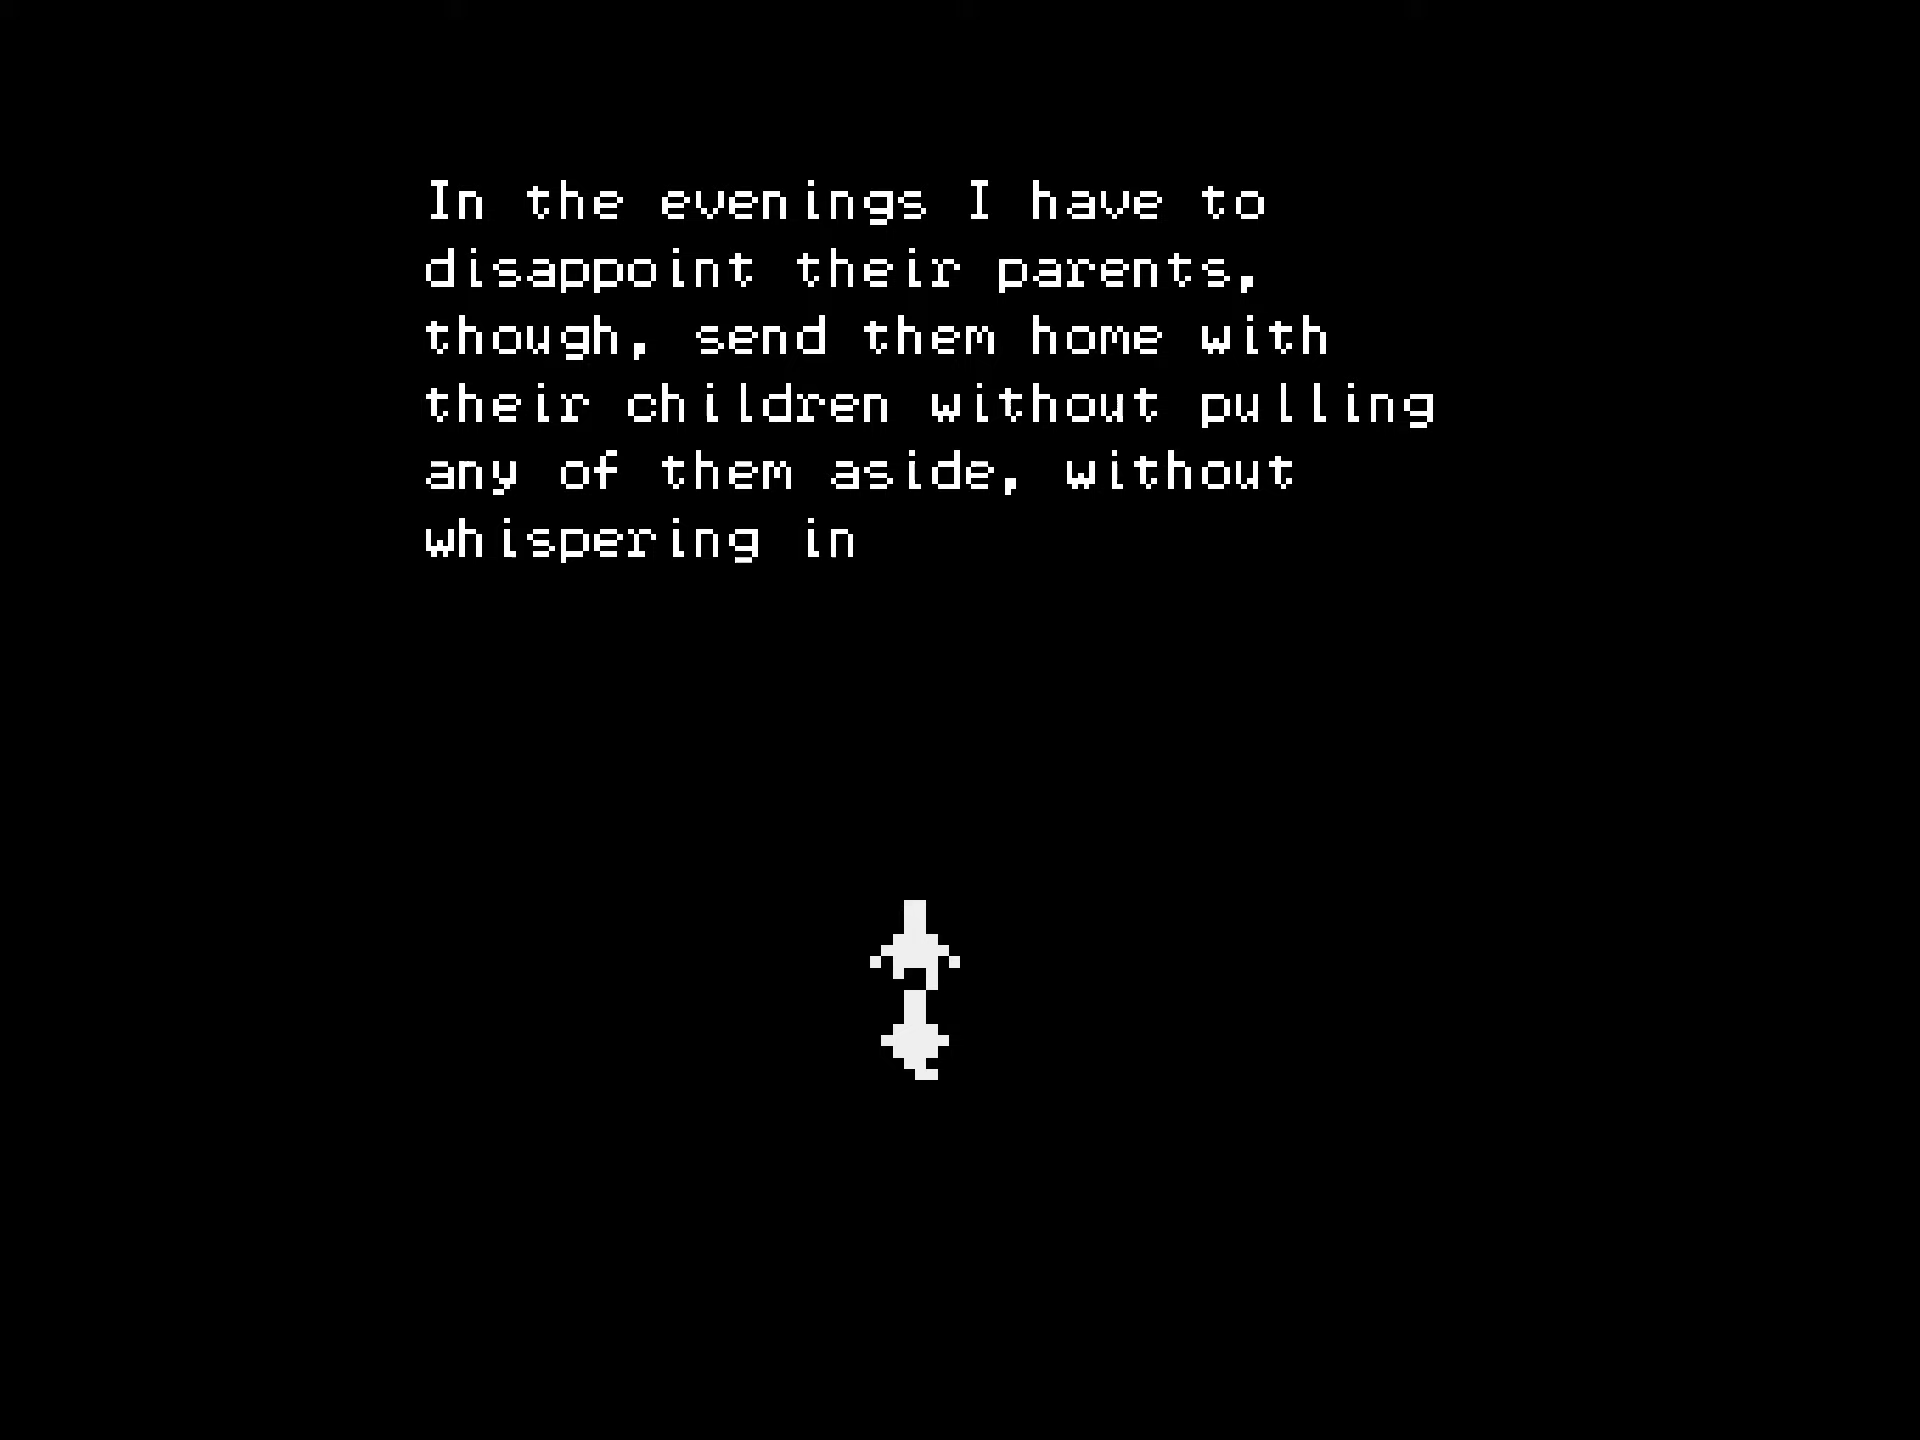 In the evenings I have to
disappoint their parents,
though, send them home with
their children without pulling
any of them aside, without
whispering in